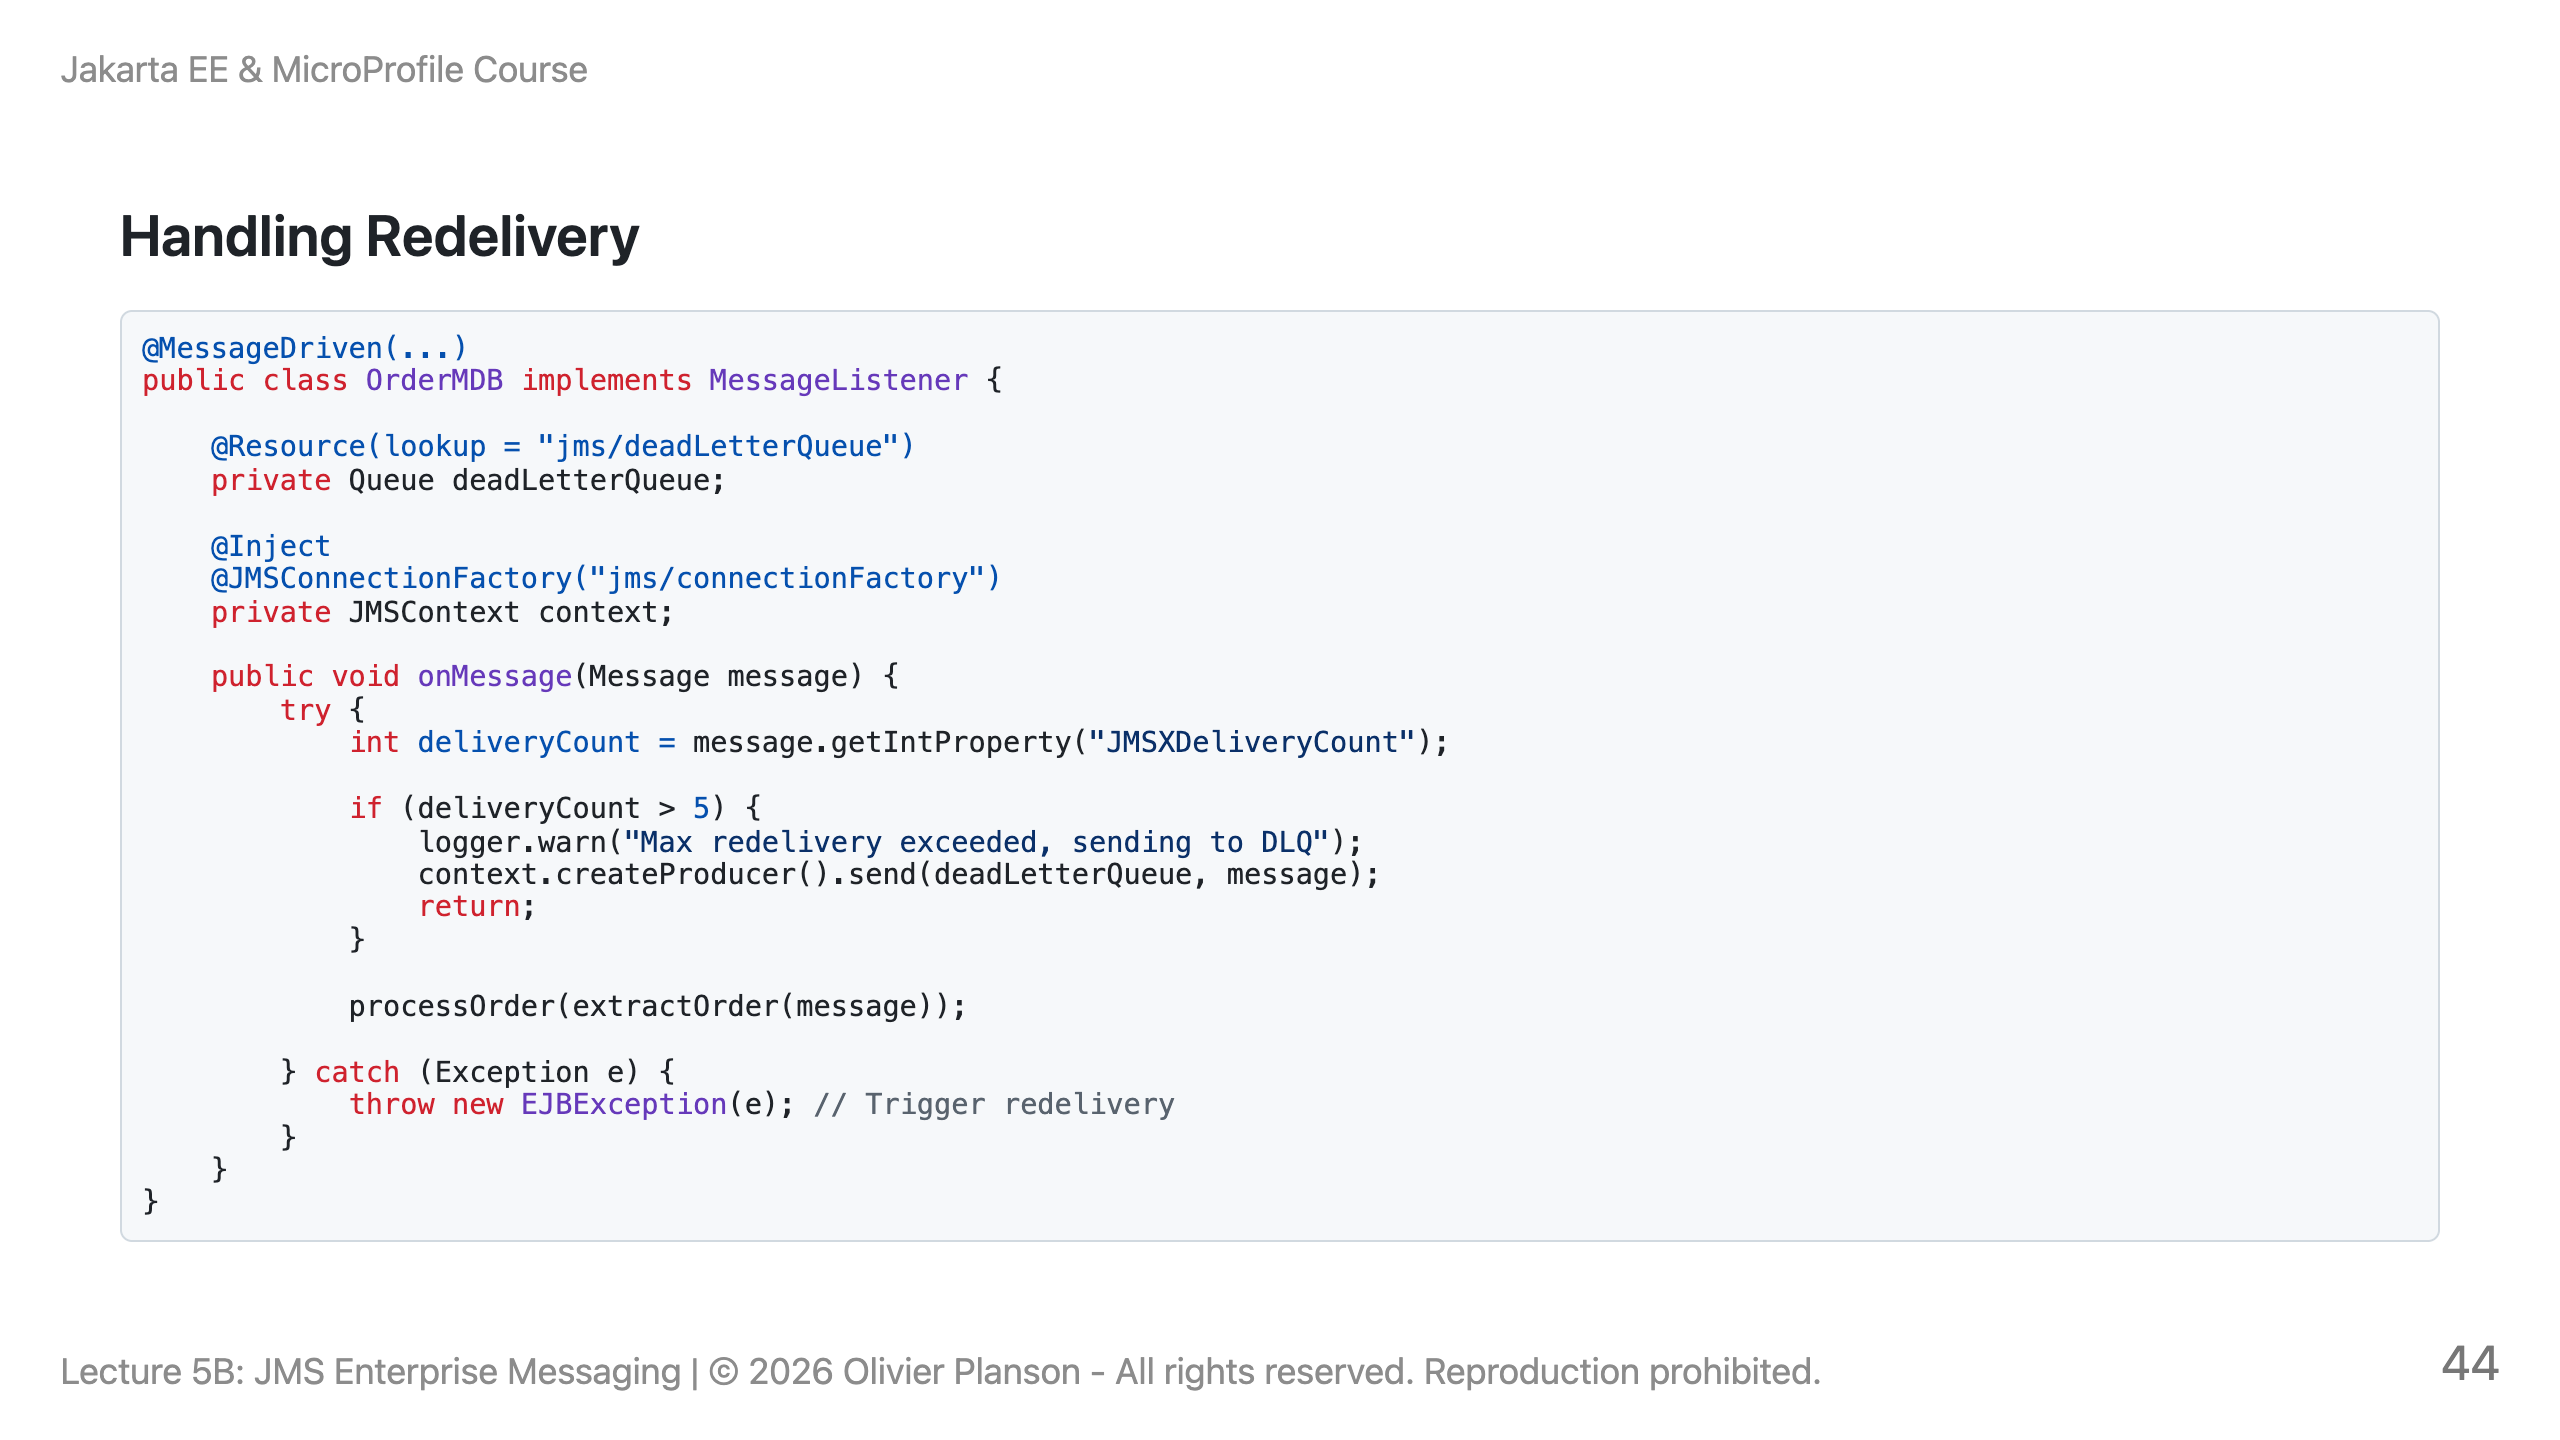 Jakarta EE & MicroProfile Course
Handling Redelivery
@MessageDriven(...)
public class OrderMDB implements MessageListener {
    @Resource(lookup = "jms/deadLetterQueue")
    private Queue deadLetterQueue;
    @Inject
    @JMSConnectionFactory("jms/connectionFactory")
    private JMSContext context;
    public void onMessage(Message message) {
        try {
            int deliveryCount = message.getIntProperty("JMSXDeliveryCount");
            if (deliveryCount > 5) {
                logger.warn("Max redelivery exceeded, sending to DLQ");
                context.createProducer().send(deadLetterQueue, message);
                return;
            }
            processOrder(extractOrder(message));
        } catch (Exception e) {
            throw new EJBException(e); // Trigger redelivery
        }
    }
}
Lecture 5B: JMS Enterprise Messaging | © 2026 Olivier Planson - All rights reserved. Reproduction prohibited.
44